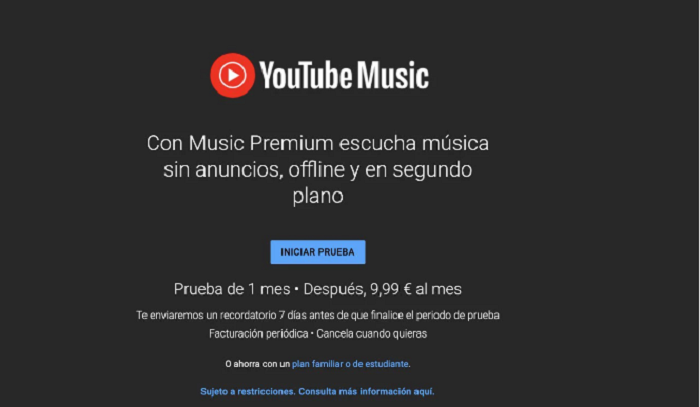 YouTube Music
Con Music Premium escucha música
sin anuncios, offline y en segundo
plano
INICIAR PRUEBA
Prueba de 1 mes • Después, 9,99 € al mes
Te enviaremos un recordatorio 7 días antes de que finalice el periodo de prueba
Facturación periódica • Cancela cuando quieras
O ahorra con un plan familiar o de estudiante.
Sujeto a restricciones. Consulta más información aquí.